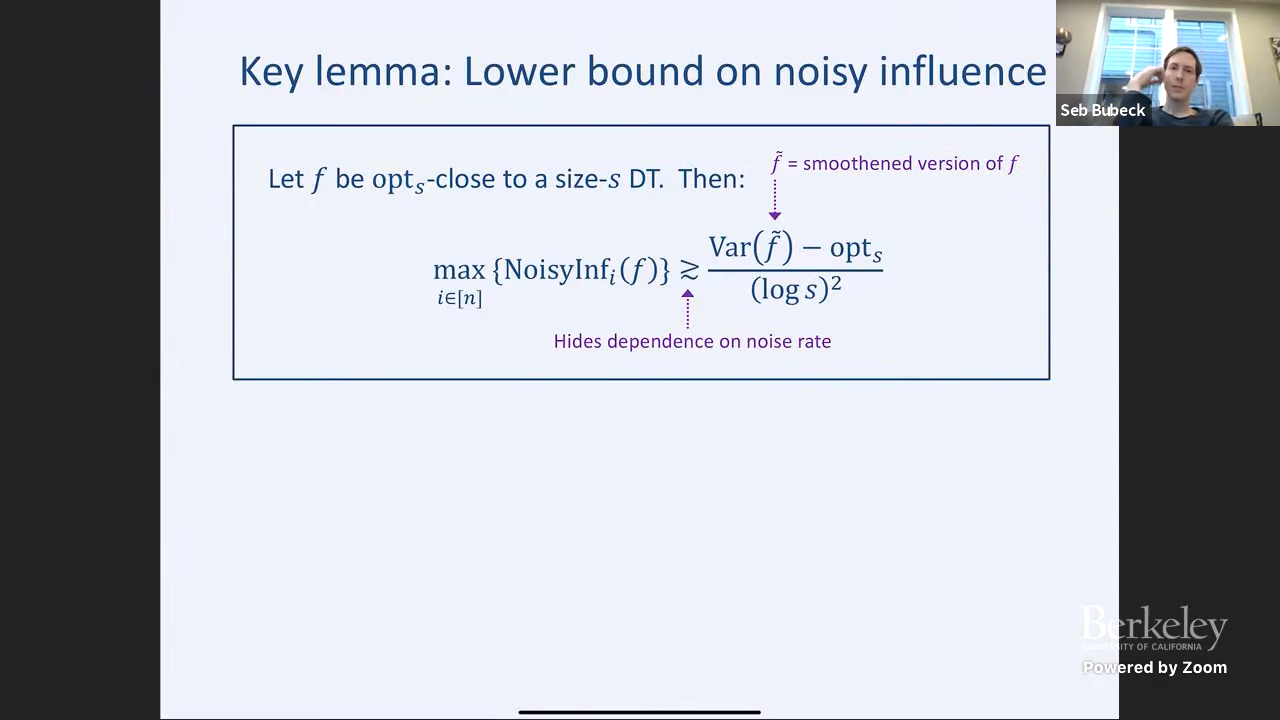 Key lemma: Lower bound on noisy influence
Seb Bubeck
f̃ = smoothened version of f
Let f be opt_s-close to a size-s DT. Then:
max_{i∈[n]} {NoisyInf_i(f)} ≳ (Var(f̃) − opt_s) / (log s)²
Hides dependence on noise rate
Berkeley
UNIVERSITY OF CALIFORNIA
Powered by Zoom